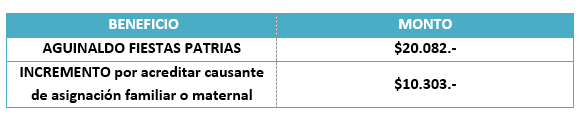 BENEFICIO MONTO
AGUINALDO FIESTAS PATRIAS $20.082.-
INCREMENTO por acreditar causante
de asignación familiar o maternal $10.303.-